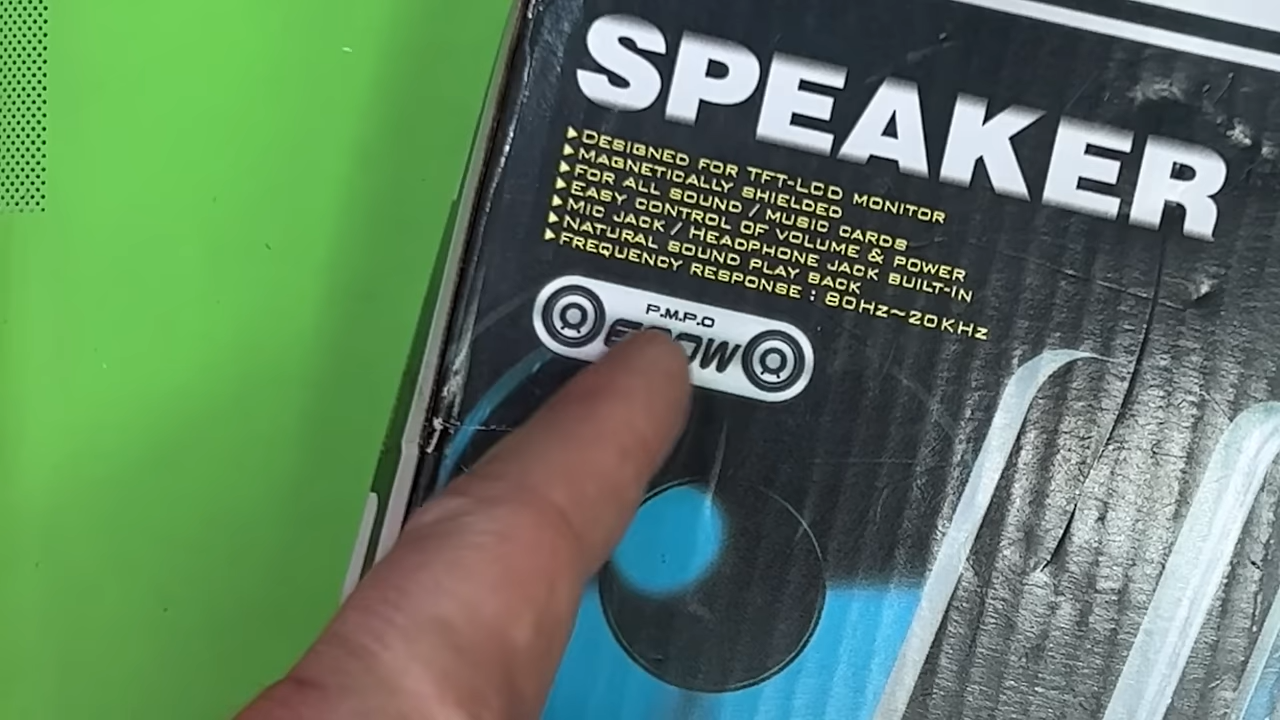 SPEAKER
▶DESIGNED FOR TFT-LCD MONITOR
▶MAGNETICALLY SHIELDED
▶FOR ALL SOUND / MUSIC CARDS
▶EASY CONTROL OF VOLUME & POWER
▶MIC JACK / HEADPHONE JACK BUILT-IN
▶NATURAL SOUND PLAY BACK
▶FREQUENCY RESPONSE : 80Hz~20KHz
P.M.P.O